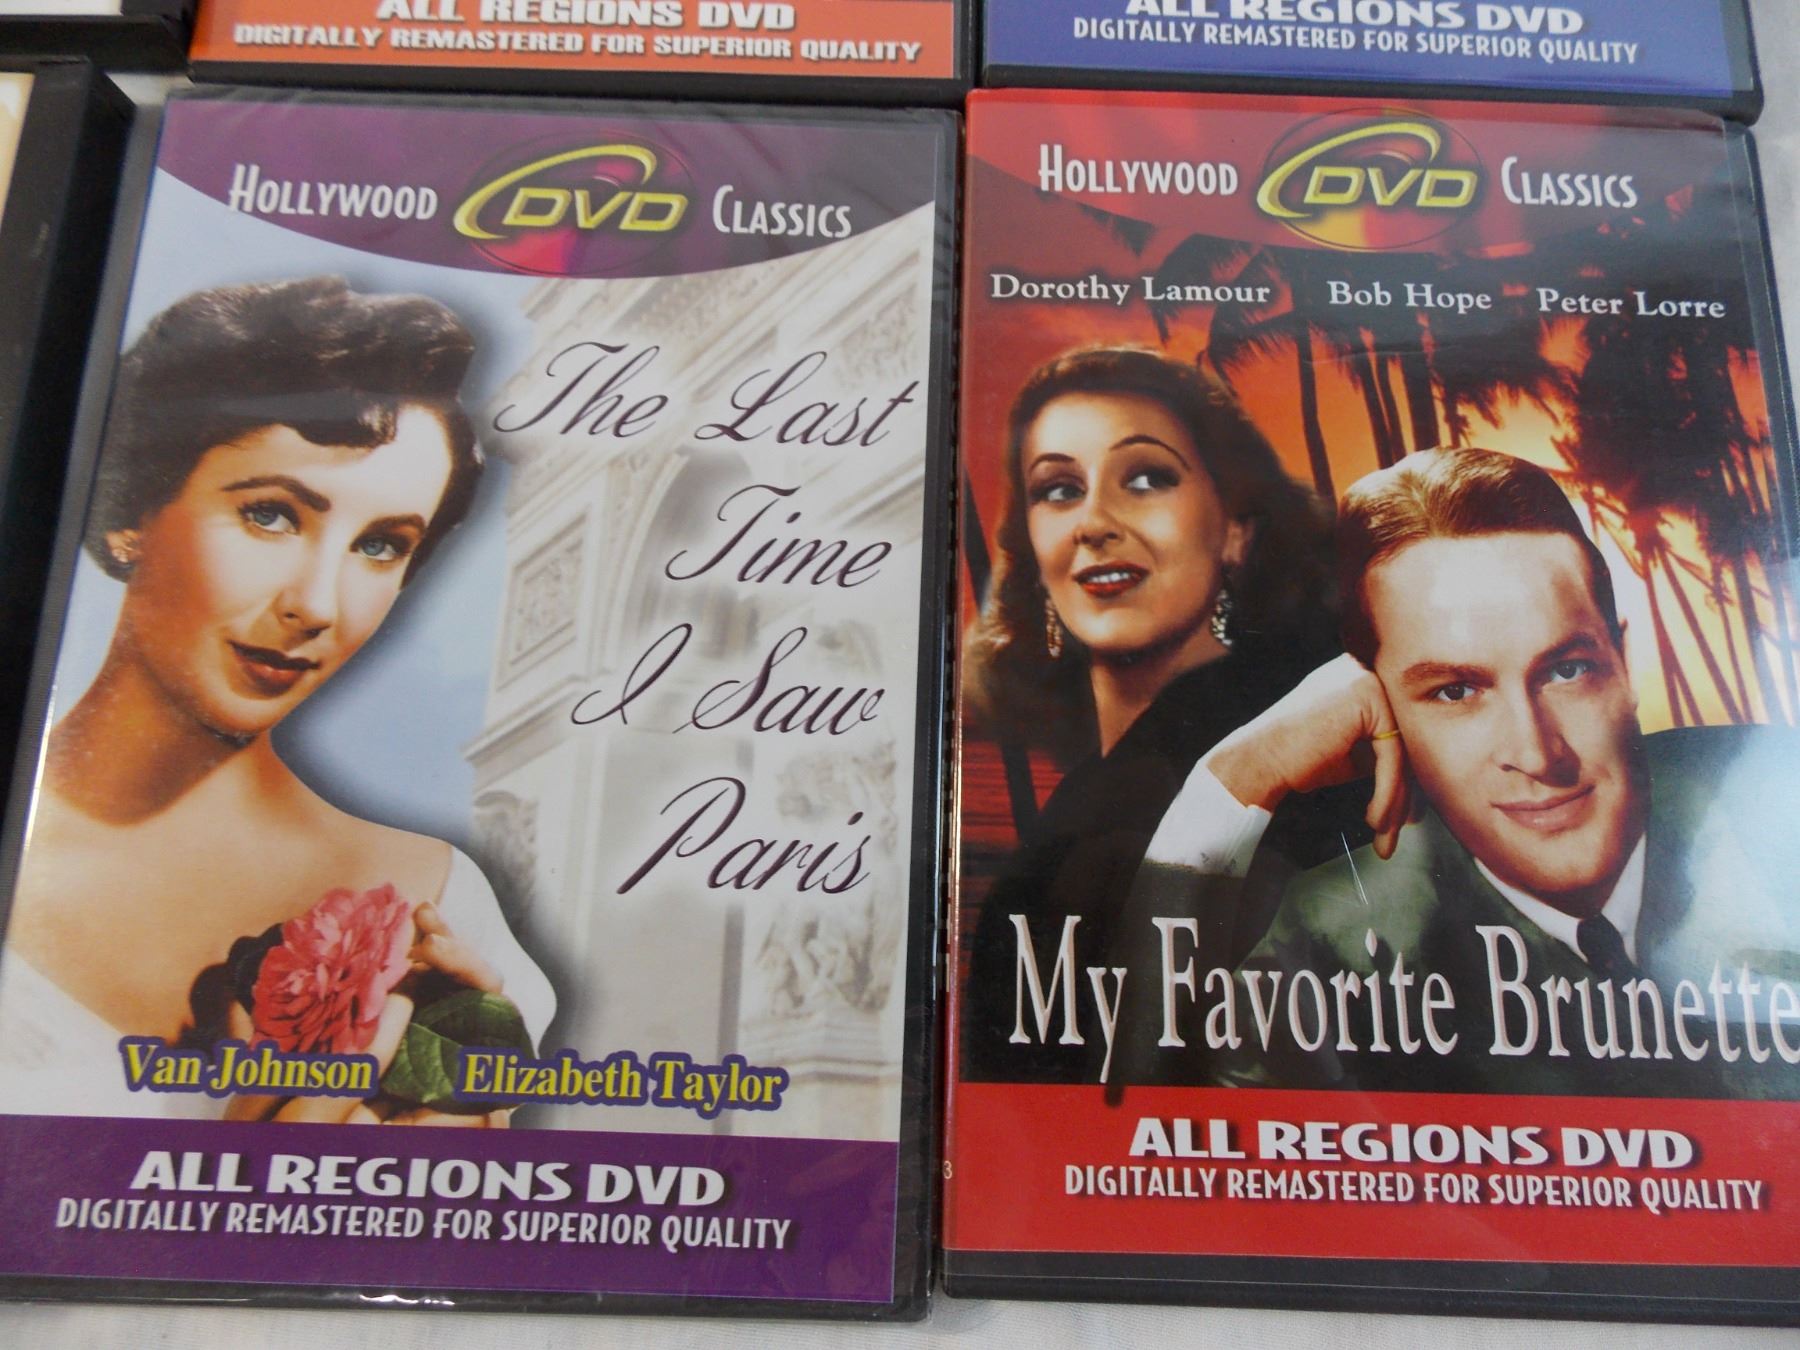 ALL REGIONS DVD
DIGITALLY REMASTERED FOR SUPERIOR QUALITY
ALL REGIONS DVD
DIGITALLY REMASTERED FOR SUPERIOR QUALITY
HOLLYWOOD DVD CLASSICS
The Last
Time
I Saw
Paris
Van Johnson Elizabeth Taylor
ALL REGIONS DVD
DIGITALLY REMASTERED FOR SUPERIOR QUALITY
HOLLYWOOD DVD CLASSICS
Dorothy Lamour Bob Hope Peter Lorre
My Favorite Brunette
3
ALL REGIONS DVD
DIGITALLY REMASTERED FOR SUPERIOR QUALITY